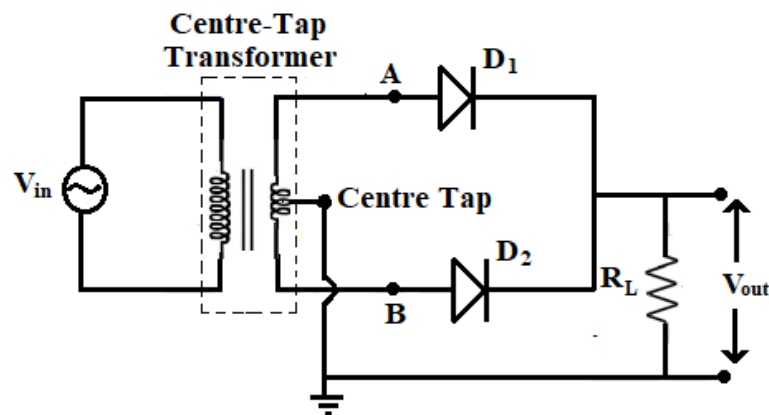 Centre-Tap
Transformer
A
D1
Vin
Centre Tap
D2
B
RL
Vout